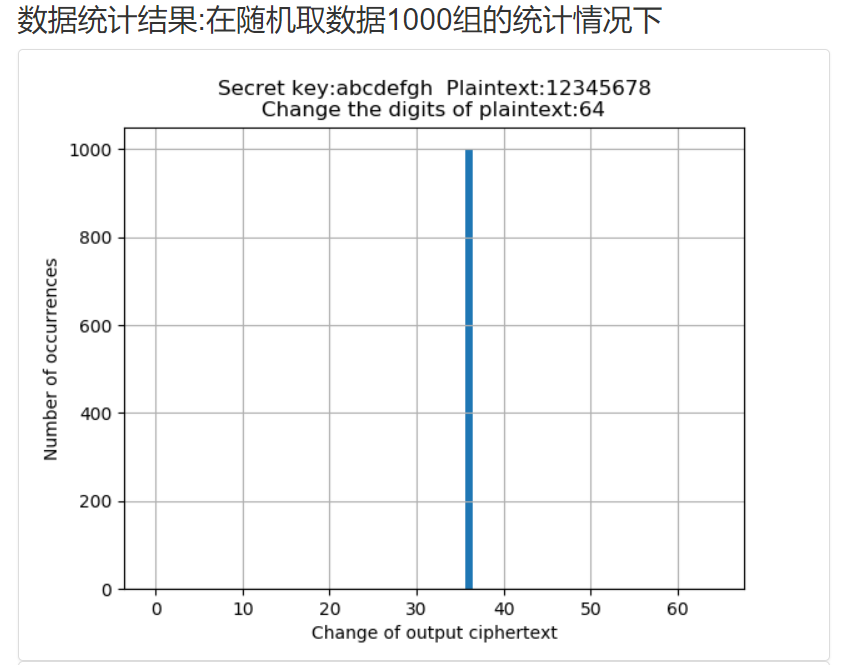 数据统计结果:在随机取数据1000组的统计情况下
Secret key:abcdefgh  Plaintext:12345678
Change the digits of plaintext:64
1000
800
600
400
200
0
Number of occurrences
0 10 20 30 40 50 60
Change of output ciphertext